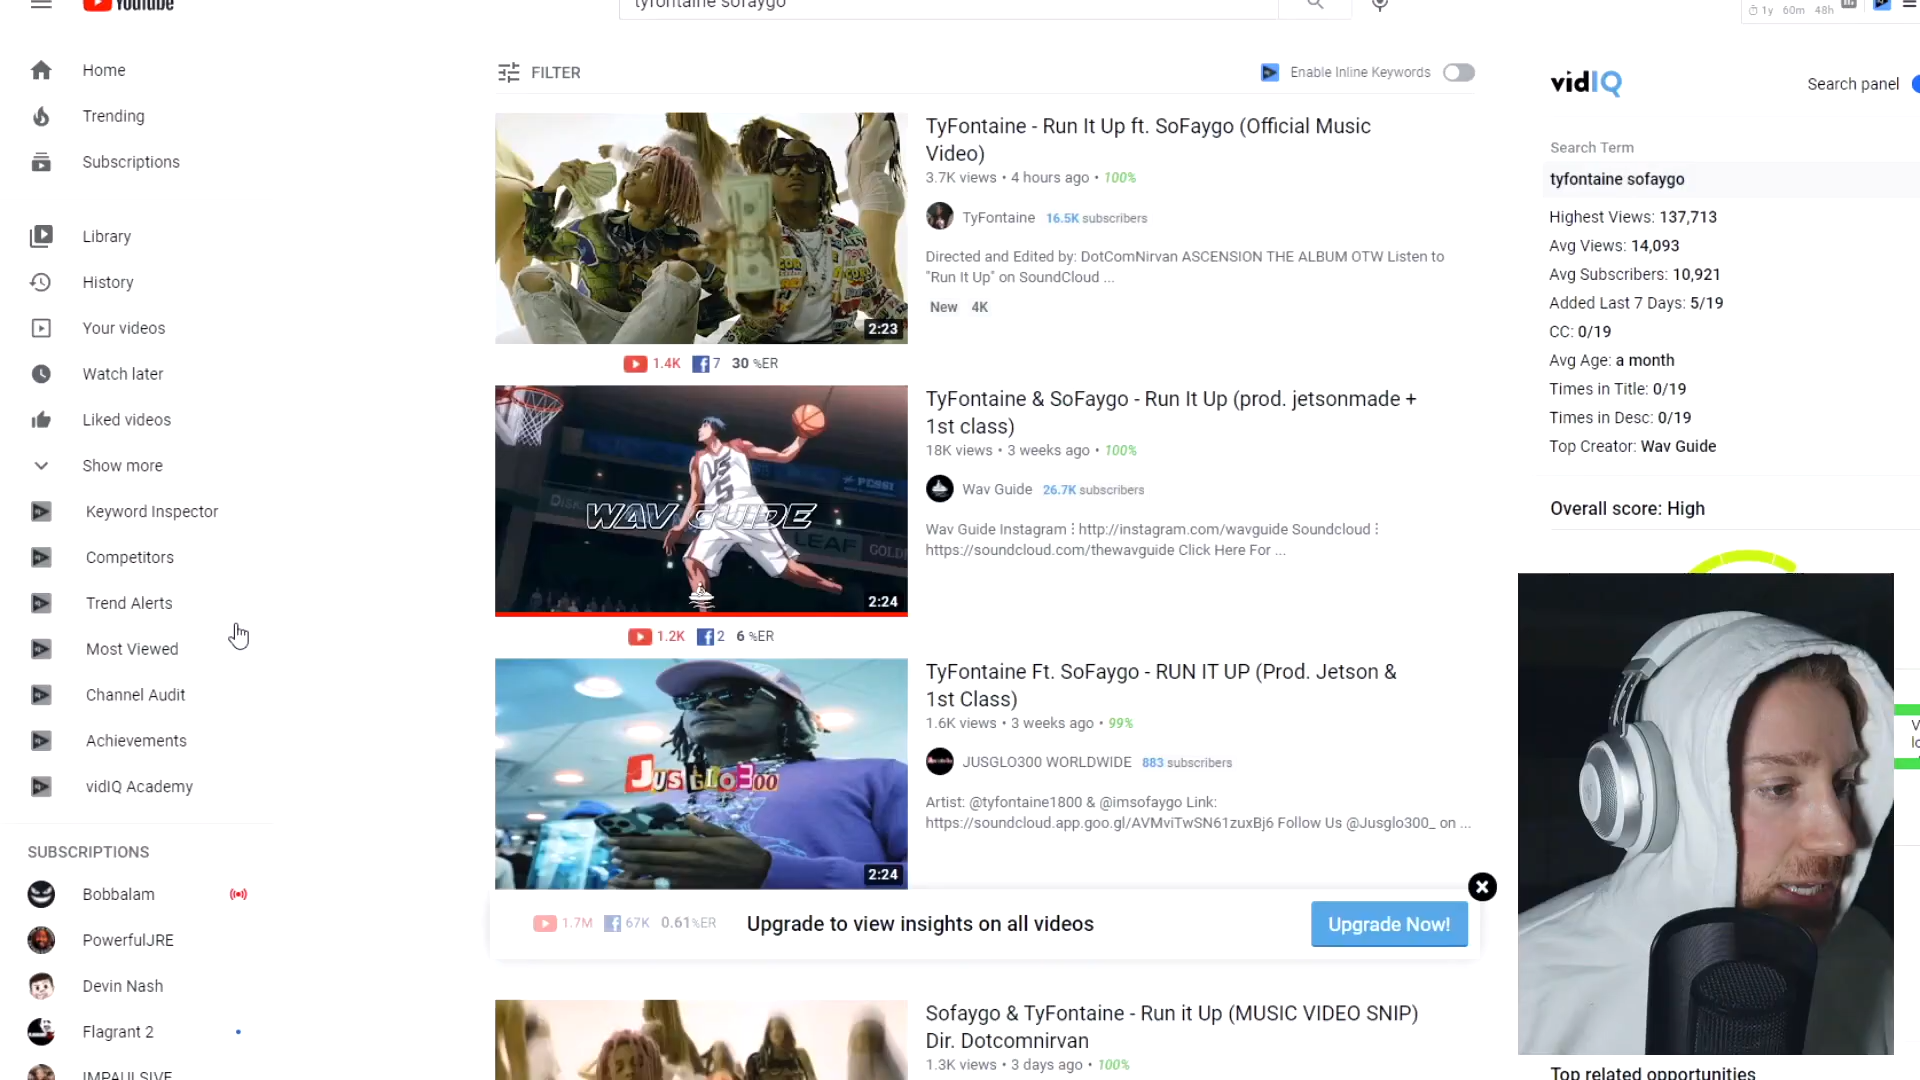 YouTube
tyfontaine sofaygo
1y 60m 48h
Home
Trending
Subscriptions
Library
History
Your videos
Watch later
Liked videos
Show more
Keyword Inspector
Competitors
Trend Alerts
Most Viewed
Channel Audit
Achievements
vidIQ Academy
SUBSCRIPTIONS
Bobbalam
PowerfulJRE
Devin Nash
Flagrant 2
IMPAULSIVE
FILTER
Enable Inline Keywords
TyFontaine - Run It Up ft. SoFaygo (Official Music
Video)
3.7K views • 4 hours ago • 100%
TyFontaine 16.5K subscribers
Directed and Edited by: DotComNirvan ASCENSION THE ALBUM OTW Listen to
"Run It Up" on SoundCloud ...
New 4K
2:23
1.4K 7 30 %ER
WAV GUIDE
LEAF
2:24
TyFontaine & SoFaygo - Run It Up (prod. jetsonmade +
1st class)
18K views • 3 weeks ago • 100%
Wav Guide 26.7K subscribers
Wav Guide Instagram ⁝ http://instagram.com/wavguide Soundcloud ⁝
https://soundcloud.com/thewavguide Click Here For ...
1.2K 2 6 %ER
JUSGLO300
2:24
TyFontaine Ft. SoFaygo - RUN IT UP (Prod. Jetson &
1st Class)
1.6K views • 3 weeks ago • 99%
JUSGLO300 WORLDWIDE 883 subscribers
Artist: @tyfontaine1800 & @imsofaygo Link:
https://soundcloud.app.goo.gl/AVMviTwSN61zuxBj6 Follow Us @Jusglo300_ on ...
1.7M 67K 0.61%ER
Upgrade to view insights on all videos
Upgrade Now!
Sofaygo & TyFontaine - Run it Up (MUSIC VIDEO SNIP)
Dir. Dotcomnirvan
1.3K views • 3 days ago • 100%
vidIQ
Search panel
Search Term
tyfontaine sofaygo
Highest Views: 137,713
Avg Views: 14,093
Avg Subscribers: 10,921
Added Last 7 Days: 5/19
CC: 0/19
Avg Age: a month
Times in Title: 0/19
Times in Desc: 0/19
Top Creator: Wav Guide
Overall score: High
Top related opportunities